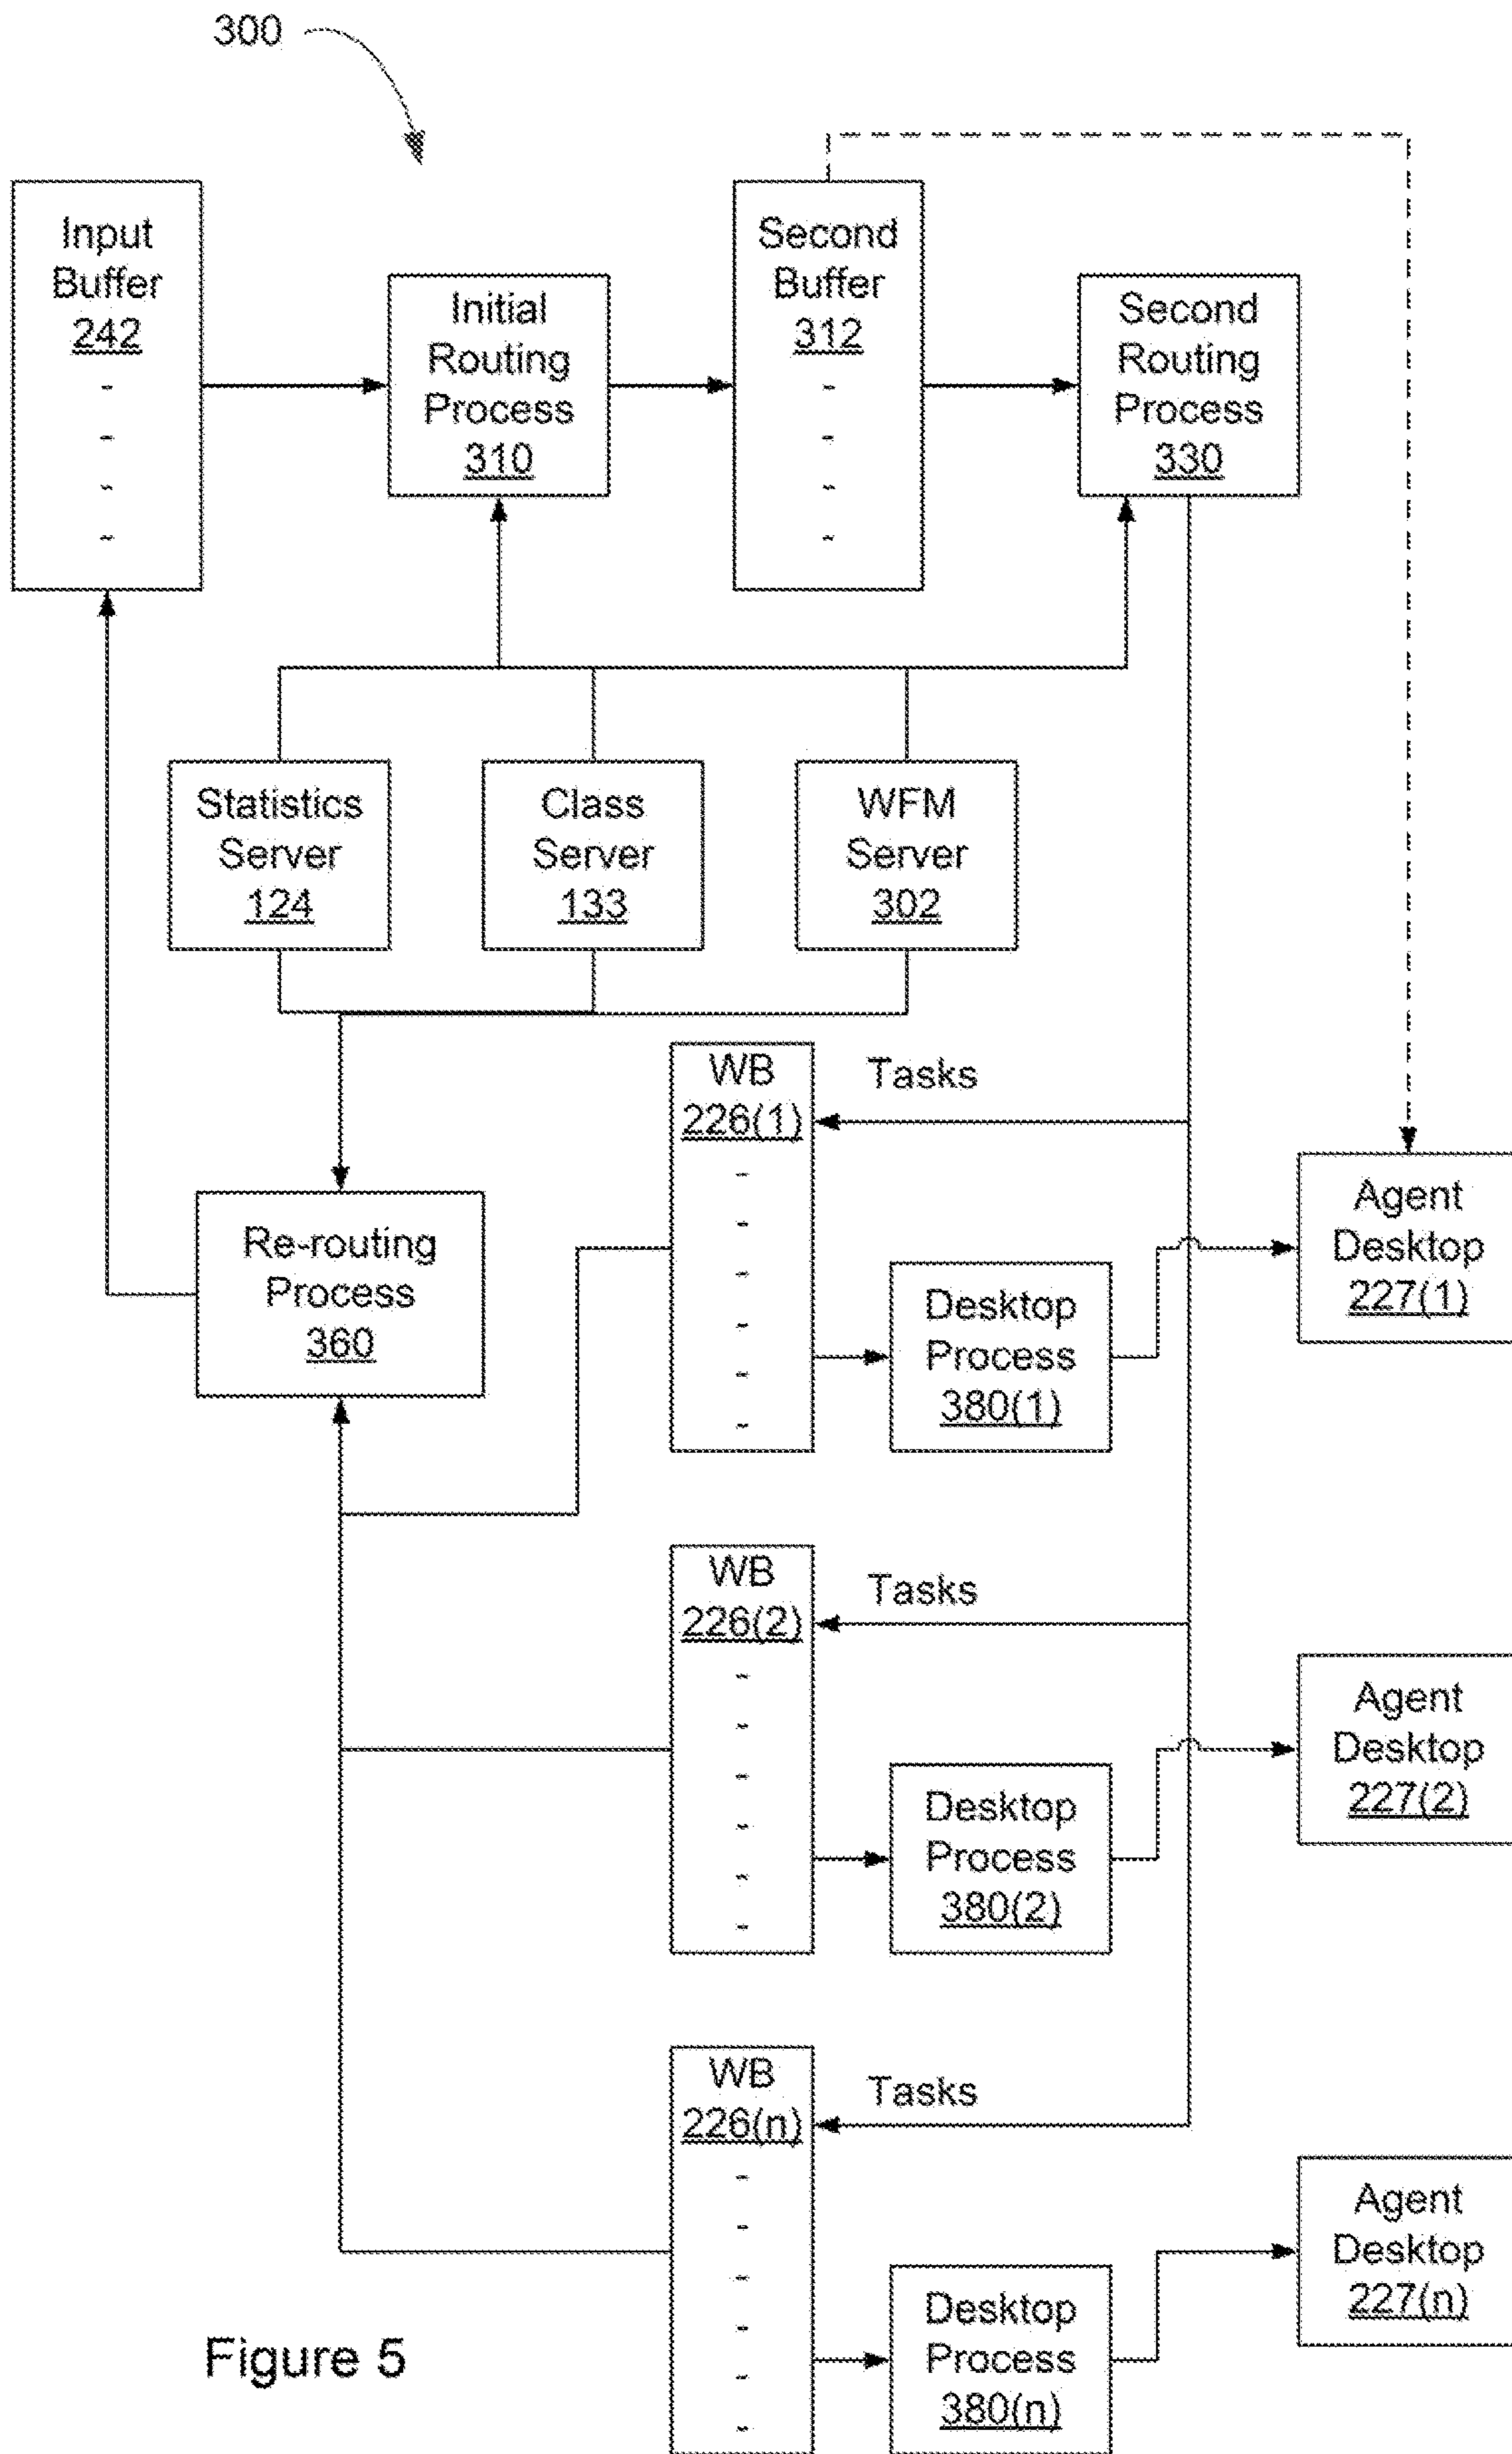 300
Input
Buffer
242
Initial
Routing
Process
310
Second
Buffer
312
Second
Routing
Process
330
Statistics
Server
124
Class
Server
133
WFM
Server
302
Re-routing
Process
360
WB
226(1)
Tasks
Desktop
Process
380(1)
Agent
Desktop
227(1)
WB
226(2)
Tasks
Desktop
Process
380(2)
Agent
Desktop
227(2)
WB
226(n)
Tasks
Desktop
Process
380(n)
Agent
Desktop
227(n)
Figure 5